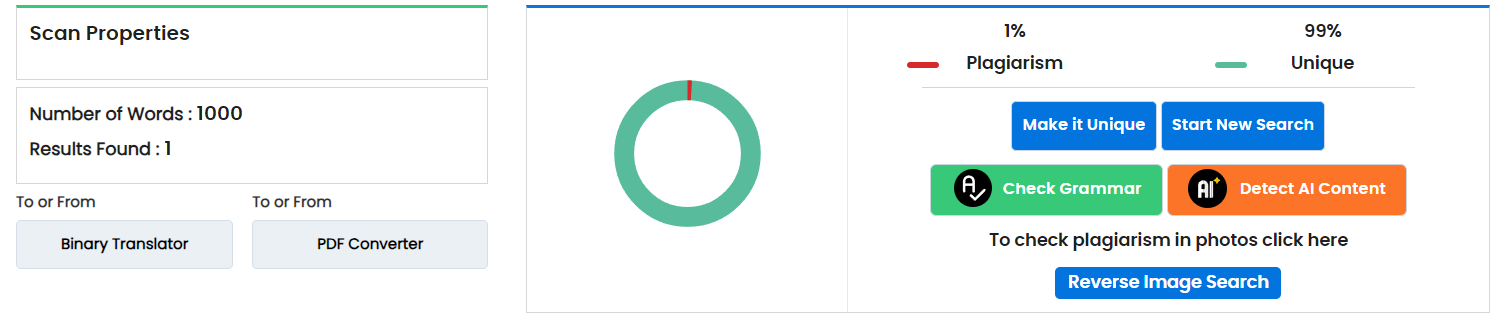 Scan Properties
Number of Words : 1000
Results Found : 1
To or From
To or From
Binary Translator
PDF Converter
1%
99%
Plagiarism
Unique
Make it Unique
Start New Search
A
Check Grammar
AI
Detect AI Content
To check plagiarism in photos click here
Reverse Image Search